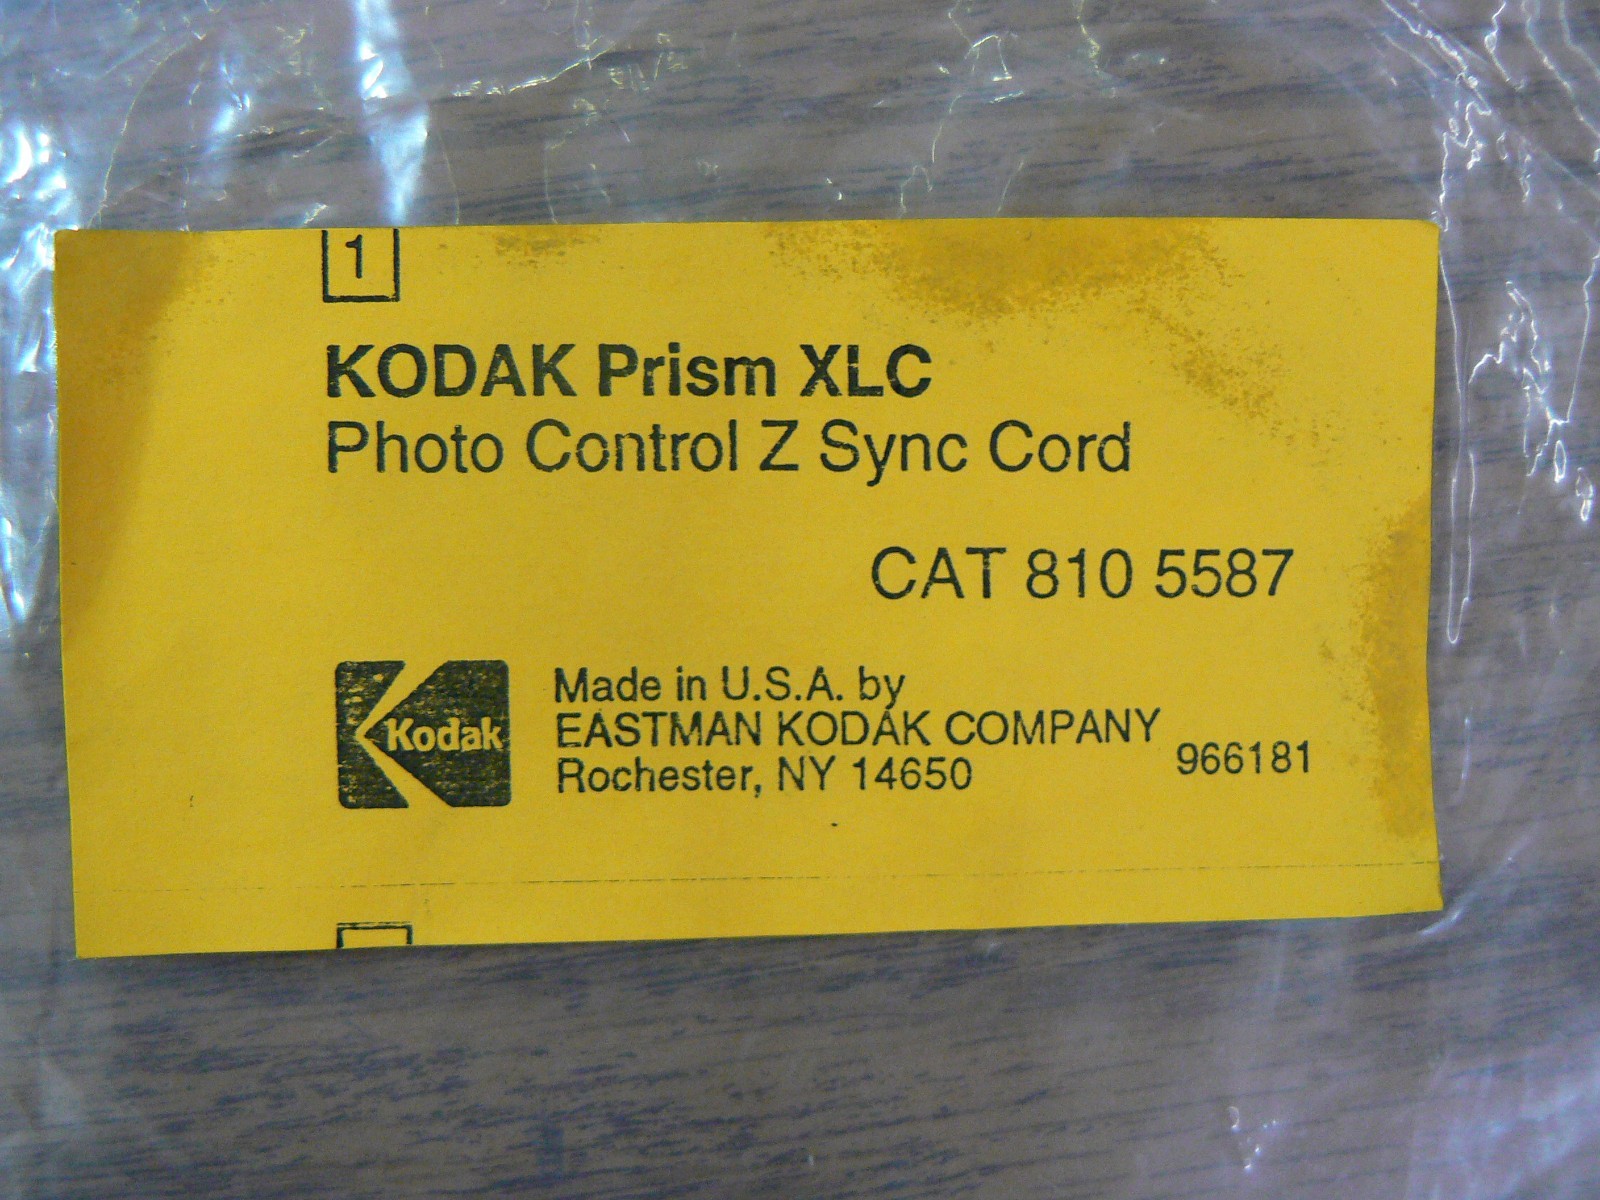 1
KODAK Prism XLC
Photo Control Z Sync Cord
CAT 810 5587
Kodak
Made in U.S.A. by
EASTMAN KODAK COMPANY
Rochester, NY 14650
966181